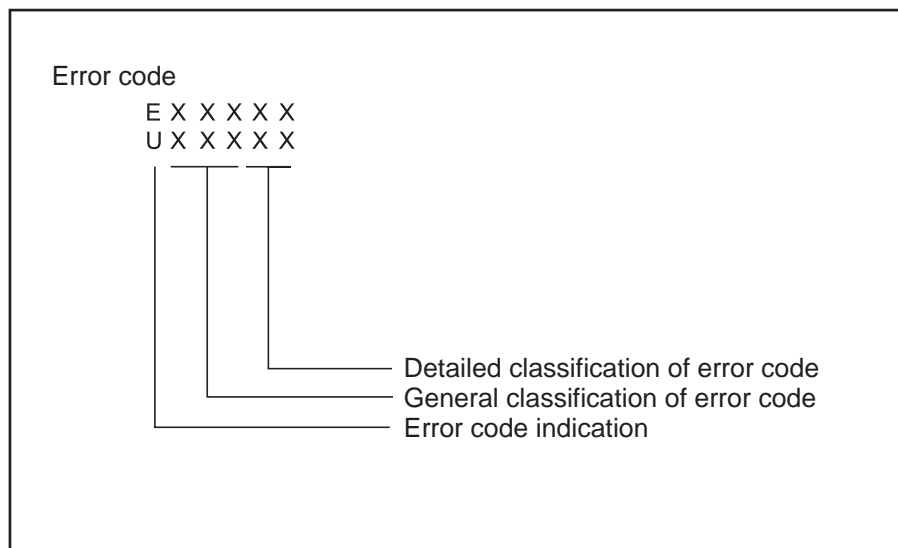 Error code
E X X X X X
U X X X X X
Detailed classification of error code
General classification of error code
Error code indication